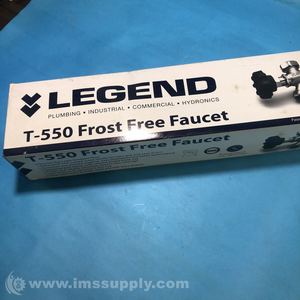 LEGEND
PLUMBING • INDUSTRIAL • COMMERCIAL • HYDRONICS
T-550 Frost Free Faucet
T-550 Frost Free Faucet
© www.imssupply.com